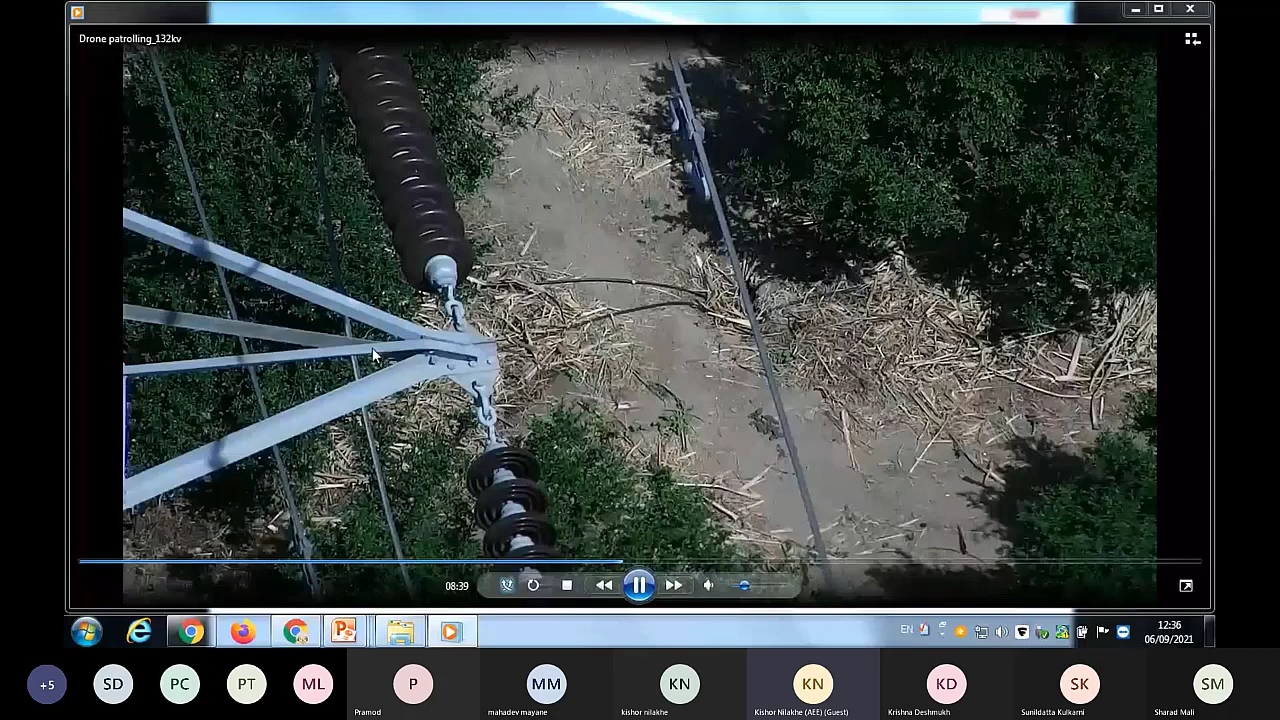 Drone patrolling_132kv
08:39
EN
12:36
06/09/2021
+5
SD
PC
PT
ML
P
MM
KN
KN
KD
SK
SM
Pramod
mahadev mayane
kishor nilakhe
Kishor Nilakhe (AEE) (Guest)
Krishna Deshmukh
Sunildatta Kulkarni
Sharad Mali